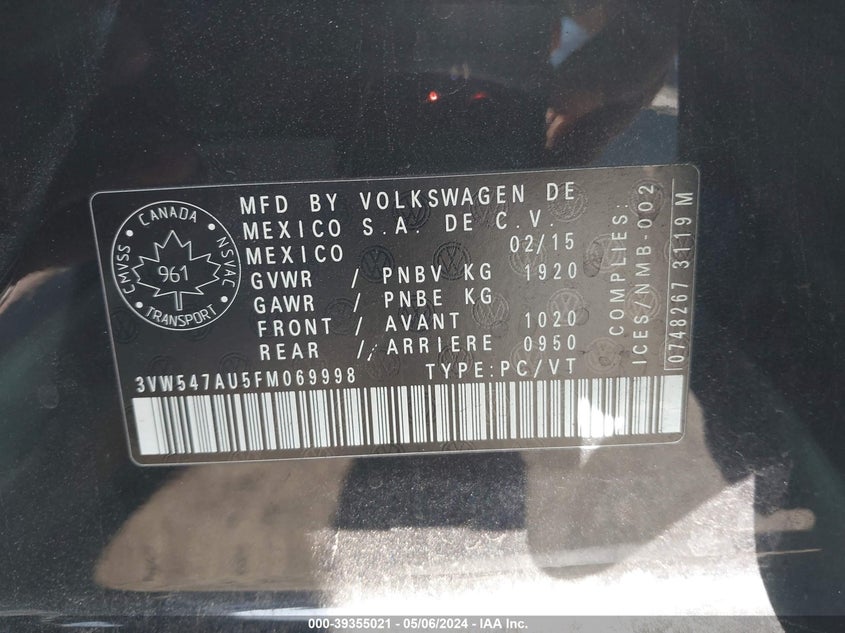 CANADA
CMVSS
NSVAC
961
TRANSPORT
MFD BY VOLKSWAGEN DE
MEXICO S.A. DE C.V.
MEXICO 02/15
GVWR / PNBV KG 1920
GAWR / PNBE KG
FRONT / AVANT 1020
REAR / ARRIERE 0950
3VW547AU5FM069998 TYPE:PC/VT
COMPLIES:
ICES/NMB-002
0748267 3119M
000-39355021 - 05/06/2024 - IAA Inc.